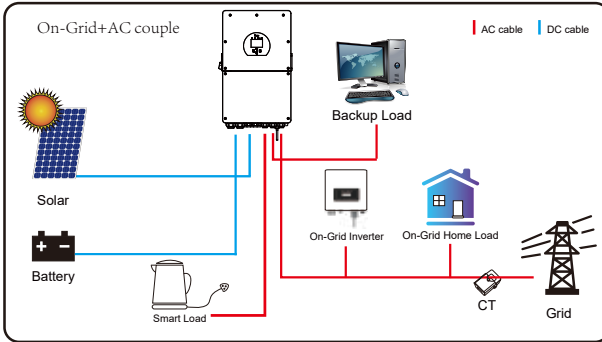 On-Grid+AC couple
AC cable
DC cable
Backup Load
Solar
On-Grid Inverter
On-Grid Home Load
Battery
Smart Load
CT
Grid